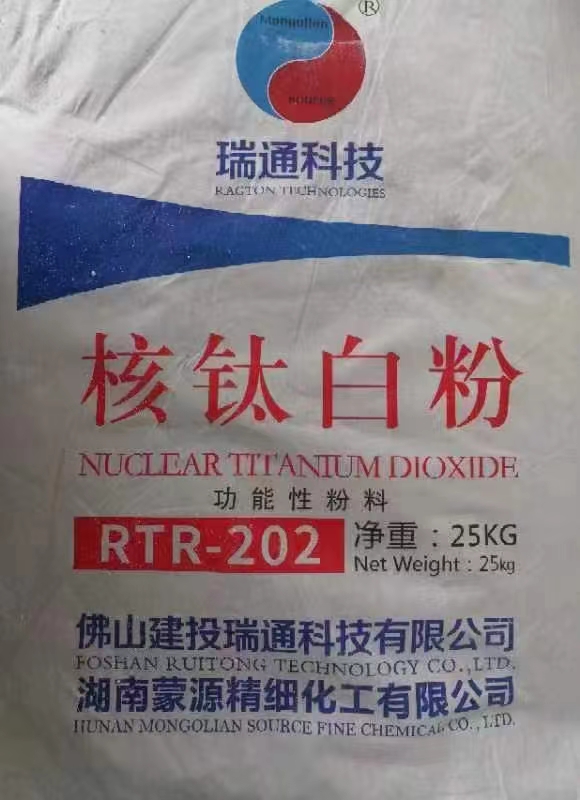 ®
Mongolian
瑞通科技
RAGTON TECHNOLOGIES
核钛白粉
NUCLEAR TITANIUM DIOXIDE
功能性粉料
RTR-202
净重：25KG
Net Weight：25kg
佛山建投瑞通科技有限公司
FOSHAN RUITONG TECHNOLOGY CO.,LTD.
湖南蒙源精细化工有限公司
HUNAN MONGOLIAN SOURCE FINE CHEMICAL CO.,LTD.